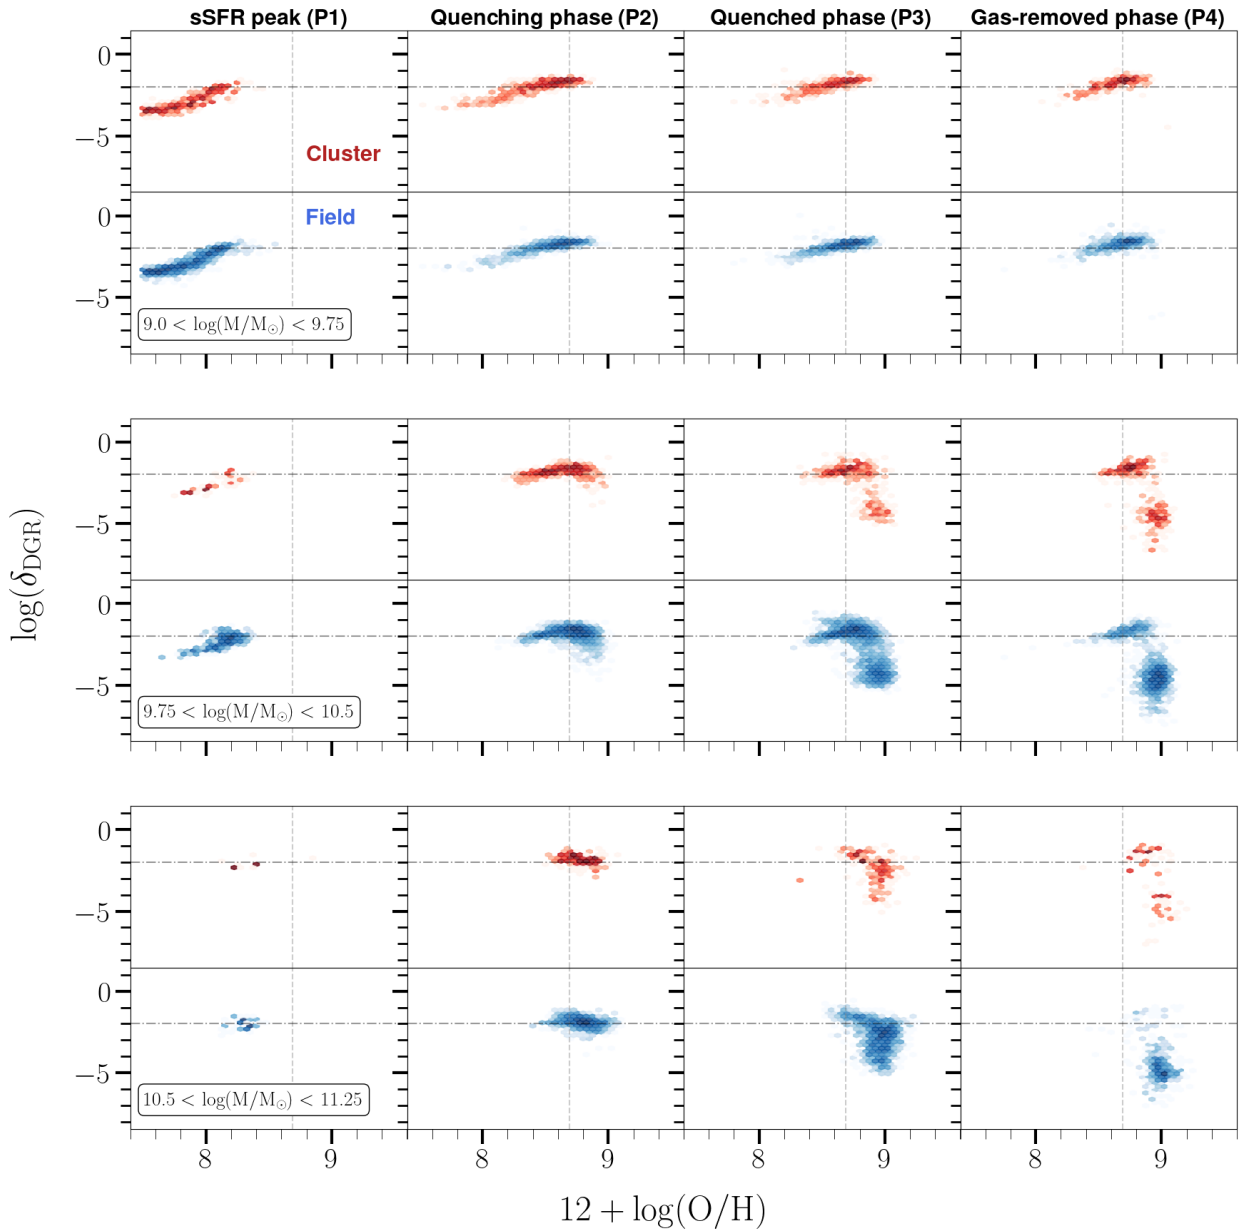 sSFR peak (P1) Quenching phase (P2) Quenched phase (P3) Gas-removed phase (P4)
0
−5
Cluster
0
Field
−5
9.0 < log(M/M⊙) < 9.75
0
−5
0
−5
9.75 < log(M/M⊙) < 10.5
0
−5
0
−5
10.5 < log(M/M⊙) < 11.25
8 9 8 9 8 9 8 9
log(δDGR)
12 + log(O/H)